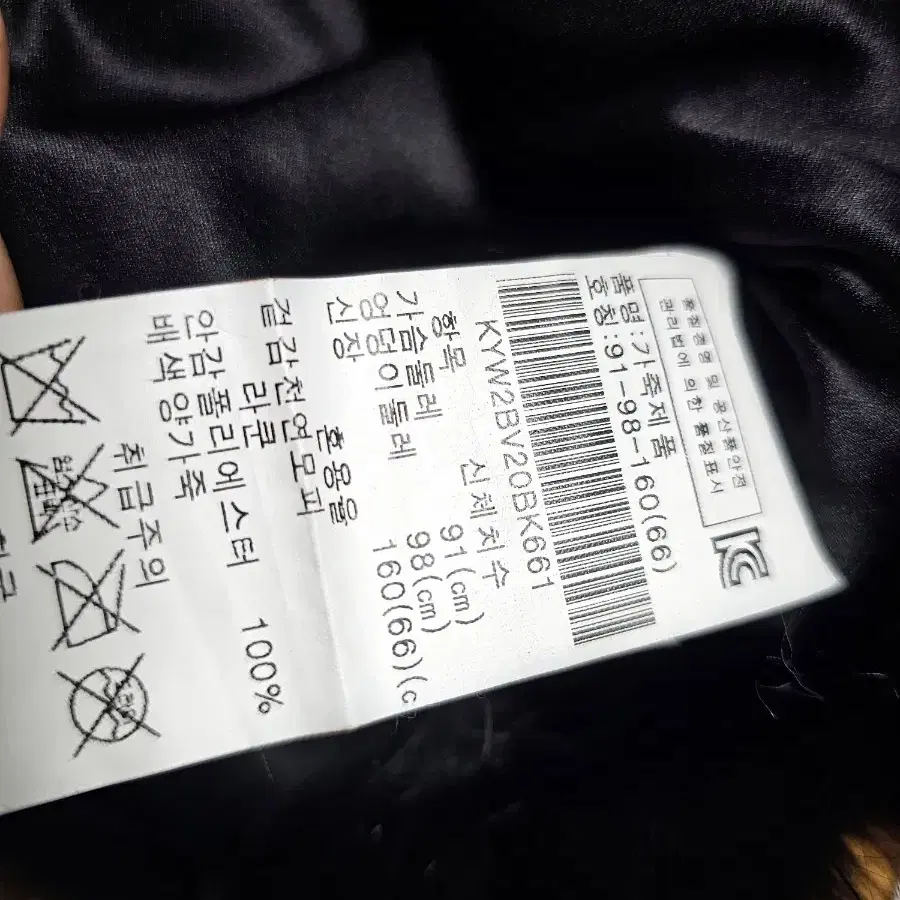 품질경영 및 공산품안전
관리법에 의한 품질표시
품명:가죽제품
호칭:91-98-160(66)
KYW2BV20BK661
항목 신체치수
가슴둘레 91(cm)
엉덩이둘레 98(cm)
신장 160(66)(c
혼용율
겉감천연모피
라쿤
안감폴리에스터 100%
배색양가죽
취급주의